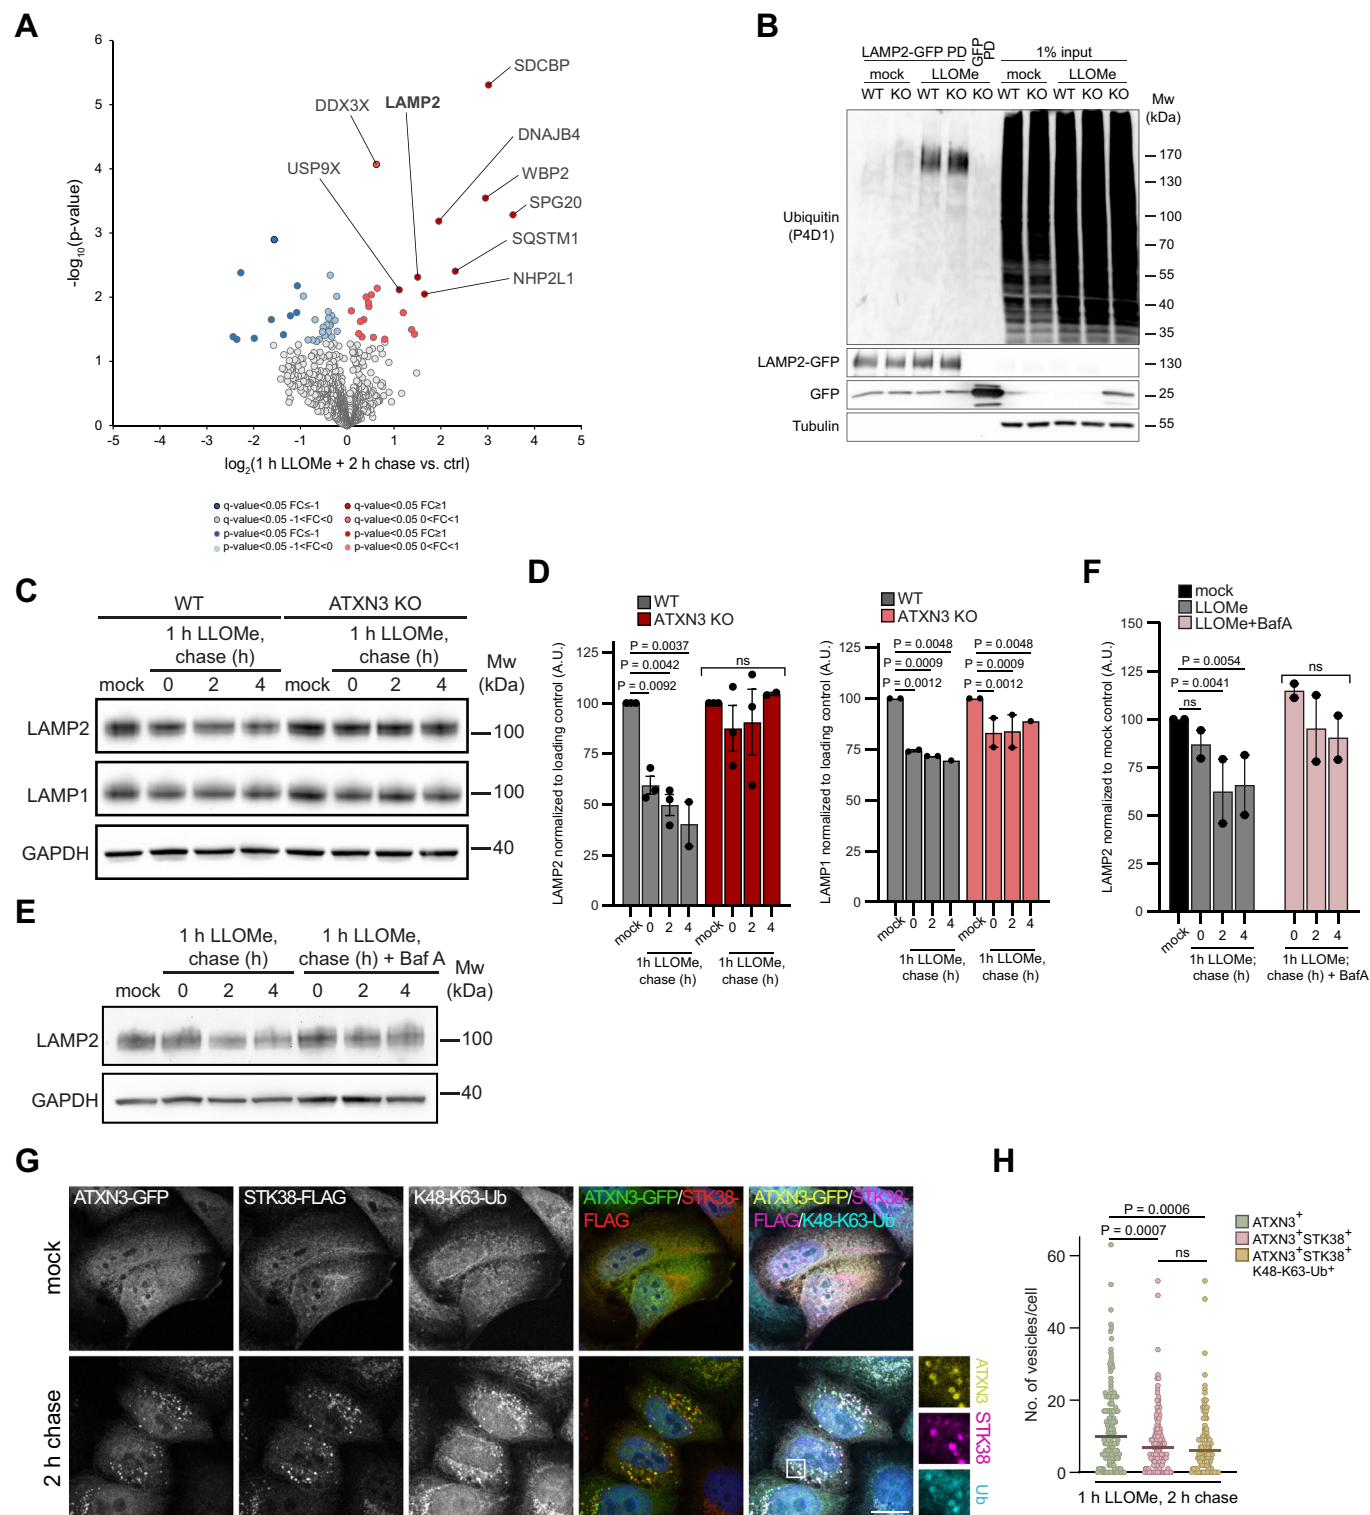 A
6
5
4
3
2
1
0
-log10(p-value)
SDCBP
DDX3X
LAMP2
DNAJB4
USP9X
WBP2
SPG20
SQSTM1
NHP2L1
-5 -4 -3 -2 -1 0 1 2 3 4 5
log2(1 h LLOMe + 2 h chase vs. ctrl)
q-value<0.05 FC≤-1 q-value<0.05 FC≥1
q-value<0.05 -1<FC<0 q-value<0.05 0<FC<1
p-value<0.05 FC≤-1 p-value<0.05 FC≥1
p-value<0.05 -1<FC<0 p-value<0.05 0<FC<1
B
LAMP2-GFP PD GFP PD 1% input
mock LLOMe mock LLOMe
WT KO WT KO KO WT KO WT KO KO
Mw
(kDa)
170
130
100
70
55
40
35
Ubiquitin
(P4D1)
LAMP2-GFP 130
GFP 25
Tubulin 55
C
WT ATXN3 KO
1 h LLOMe, 1 h LLOMe,
chase (h) chase (h)
Mw
(kDa)
mock 0 2 4 mock 0 2 4
LAMP2 100
LAMP1 100
GAPDH 40
D
WT
ATXN3 KO
LAMP2 normalized to loading control (A.U.)
125
100
75
50
25
0
P = 0.0037
P = 0.0042
P = 0.0092
ns
mock 0 2 4 mock 0 2 4
1h LLOMe, 1h LLOMe,
chase (h) chase (h)
WT
ATXN3 KO
LAMP1 normalized to loading control (A.U.)
125
100
75
50
25
0
P = 0.0048 P = 0.0048
P = 0.0009 P = 0.0009
P = 0.0012 P = 0.0012
mock 0 2 4 mock 0 2 4
1h LLOMe, 1h LLOMe,
chase (h) chase (h)
E
1 h LLOMe, 1 h LLOMe,
chase (h) chase (h) + Baf A
Mw
(kDa)
mock 0 2 4 0 2 4
LAMP2 100
GAPDH 40
F
mock
LLOMe
LLOMe+BafA
LAMP2 normalized to mock control (A.U.)
150
125
100
75
50
25
0
P = 0.0054
P = 0.0041
ns
ns
mock 0 2 4 0 2 4
1h LLOMe; 1h LLOMe;
chase (h) chase (h) + BafA
G
ATXN3-GFP STK38-FLAG K48-K63-Ub ATXN3-GFP/STK38- ATXN3-GFP/STK38-
FLAG FLAG/K48-K63-Ub
mock
2 h chase
ATXN3
STK38
Ub
H
ATXN3+
ATXN3+STK38+
ATXN3+STK38+
K48-K63-Ub+
P = 0.0006
P = 0.0007
ns
No. of vesicles/cell
60
40
20
0
1 h LLOMe, 2 h chase